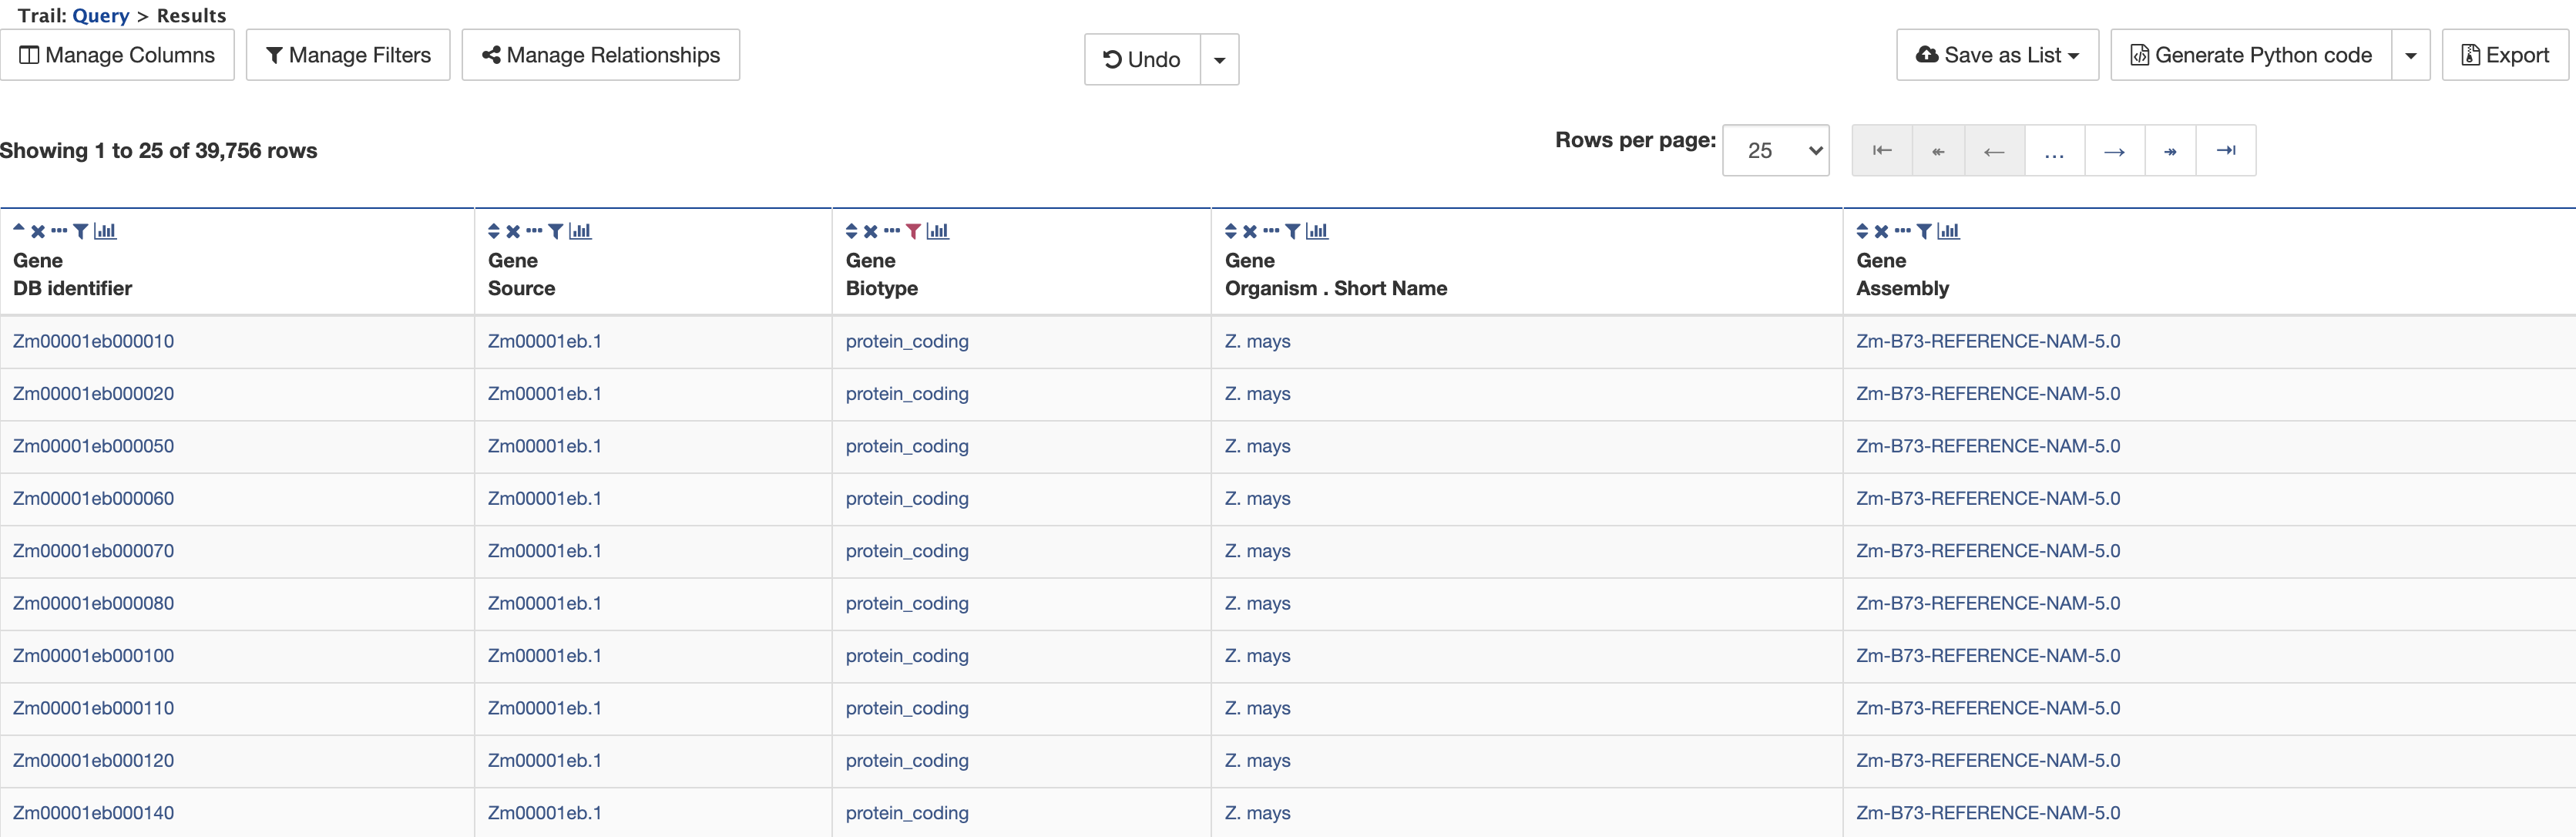 Trail: Query > Results
Manage Columns Manage Filters Manage Relationships Undo Save as List Generate Python code Export
Showing 1 to 25 of 39,756 rows Rows per page: 25 ...
Gene Gene Gene Gene Gene
DB identifier Source Biotype Organism . Short Name Assembly
Zm00001eb000010 Zm00001eb.1 protein_coding Z. mays Zm-B73-REFERENCE-NAM-5.0
Zm00001eb000020 Zm00001eb.1 protein_coding Z. mays Zm-B73-REFERENCE-NAM-5.0
Zm00001eb000050 Zm00001eb.1 protein_coding Z. mays Zm-B73-REFERENCE-NAM-5.0
Zm00001eb000060 Zm00001eb.1 protein_coding Z. mays Zm-B73-REFERENCE-NAM-5.0
Zm00001eb000070 Zm00001eb.1 protein_coding Z. mays Zm-B73-REFERENCE-NAM-5.0
Zm00001eb000080 Zm00001eb.1 protein_coding Z. mays Zm-B73-REFERENCE-NAM-5.0
Zm00001eb000100 Zm00001eb.1 protein_coding Z. mays Zm-B73-REFERENCE-NAM-5.0
Zm00001eb000110 Zm00001eb.1 protein_coding Z. mays Zm-B73-REFERENCE-NAM-5.0
Zm00001eb000120 Zm00001eb.1 protein_coding Z. mays Zm-B73-REFERENCE-NAM-5.0
Zm00001eb000140 Zm00001eb.1 protein_coding Z. mays Zm-B73-REFERENCE-NAM-5.0